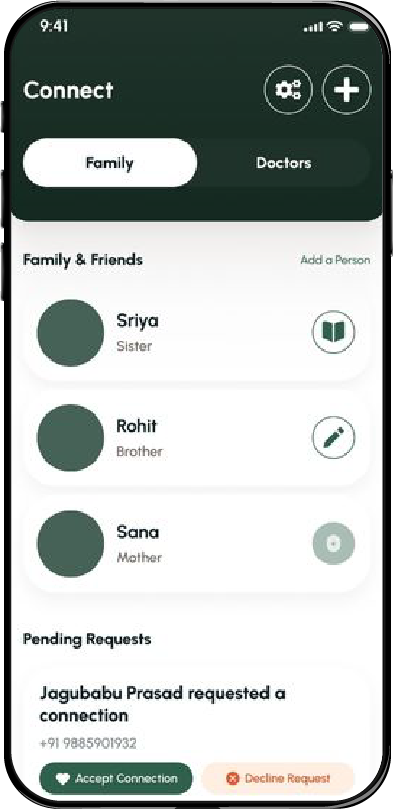 9:41
Connect
Family
Doctors
Family & Friends
Add a Person
Sriya
Sister
Rohit
Brother
Sana
Mother
Pending Requests
Jagubabu Prasad requested a
connection
+91 9885901932
Accept Connection
Decline Request